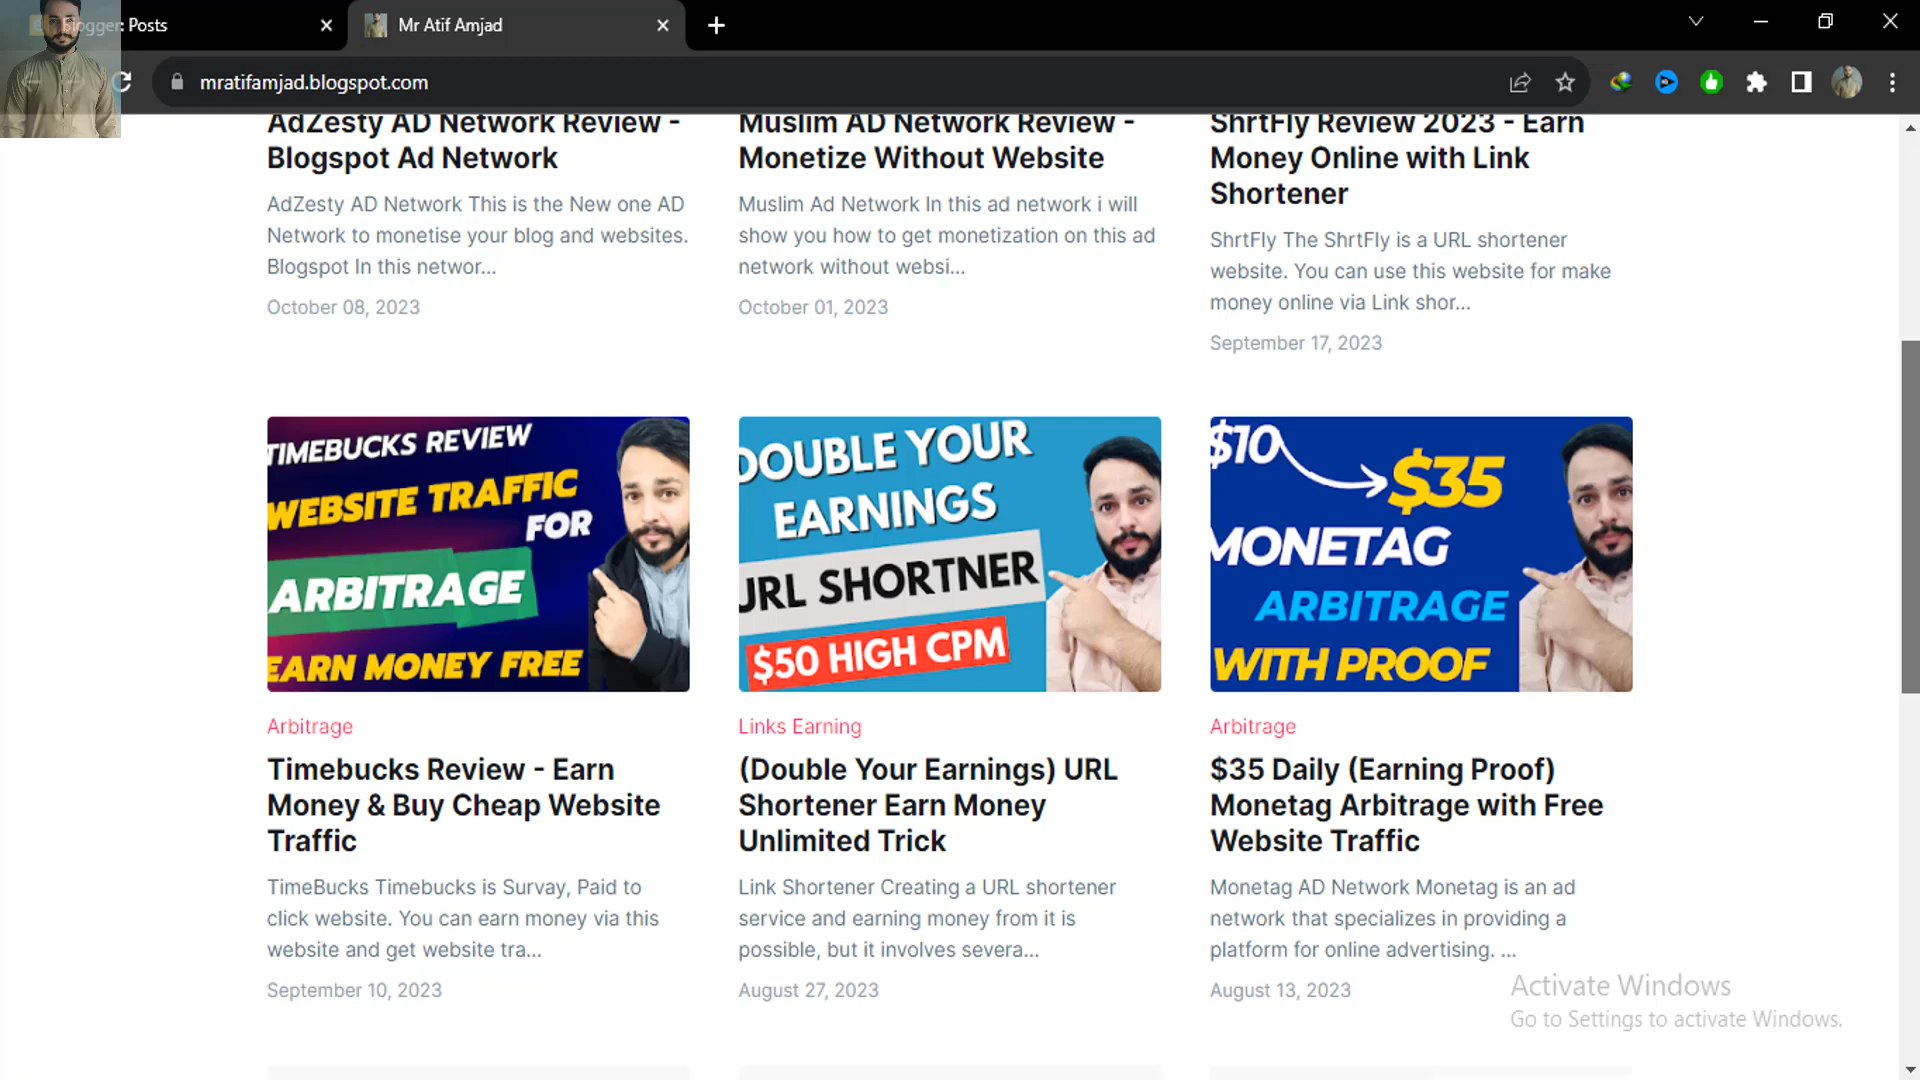 Blogger: Posts
Mr Atif Amjad
mratifamjad.blogspot.com
AdZesty AD Network Review -
Blogspot Ad Network
AdZesty AD Network This is the New one AD
Network to monetise your blog and websites.
Blogspot In this networ...
October 08, 2023
Muslim AD Network Review -
Monetize Without Website
Muslim Ad Network In this ad network i will
show you how to get monetization on this ad
network without websi...
October 01, 2023
ShrtFly Review 2023 - Earn
Money Online with Link
Shortener
ShrtFly The ShrtFly is a URL shortener
website. You can use this website for make
money online via Link shor...
September 17, 2023
TIMEBUCKS REVIEW
WEBSITE TRAFFIC
FOR
ARBITRAGE
EARN MONEY FREE
Arbitrage
Timebucks Review - Earn
Money & Buy Cheap Website
Traffic
TimeBucks Timebucks is Survay, Paid to
click website. You can earn money via this
website and get website tra...
September 10, 2023
DOUBLE YOUR
EARNINGS
URL SHORTNER
$50 HIGH CPM
Links Earning
(Double Your Earnings) URL
Shortener Earn Money
Unlimited Trick
Link Shortener Creating a URL shortener
service and earning money from it is
possible, but it involves severa...
August 27, 2023
$10
$35
MONETAG
ARBITRAGE
WITH PROOF
Arbitrage
$35 Daily (Earning Proof)
Monetag Arbitrage with Free
Website Traffic
Monetag AD Network Monetag is an ad
network that specializes in providing a
platform for online advertising. ...
August 13, 2023
Activate Windows
Go to Settings to activate Windows.